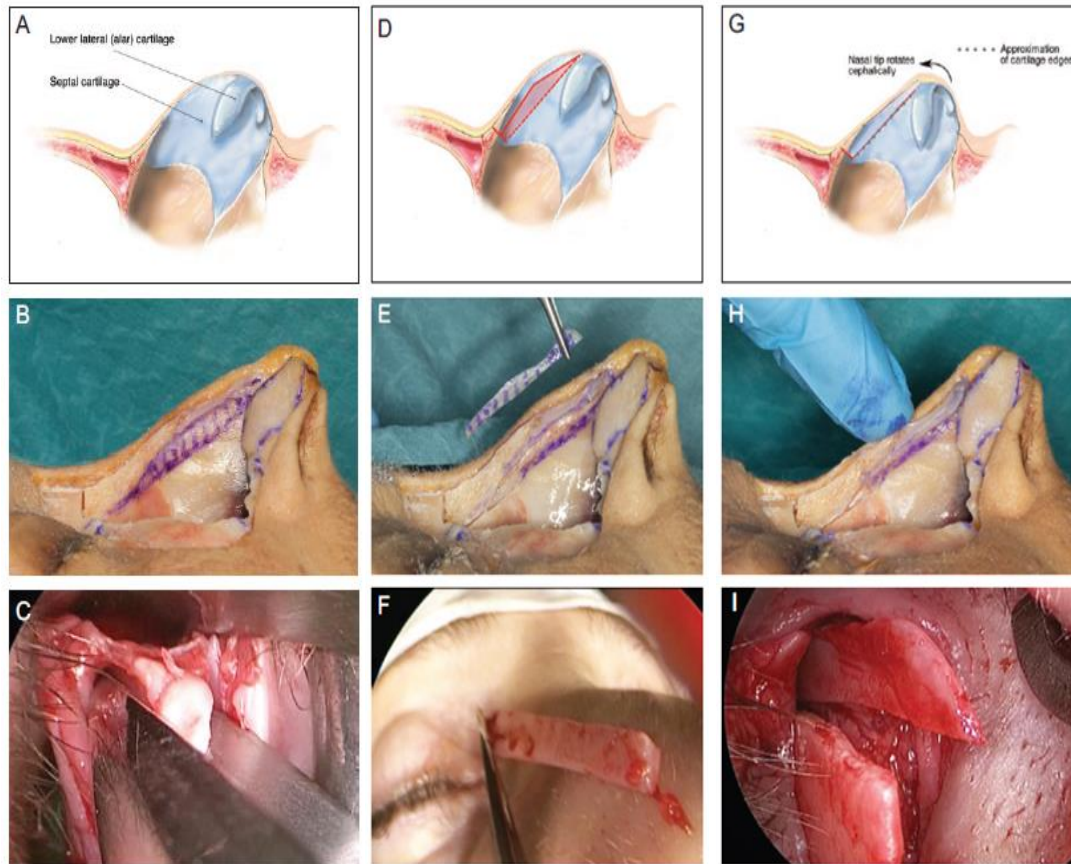 A
Lower lateral (alar) cartilage
Septal cartilage
D
G
Nasal tip rotates
cephalically
Approximation
of cartilage edges
B
E
H
C
F
I